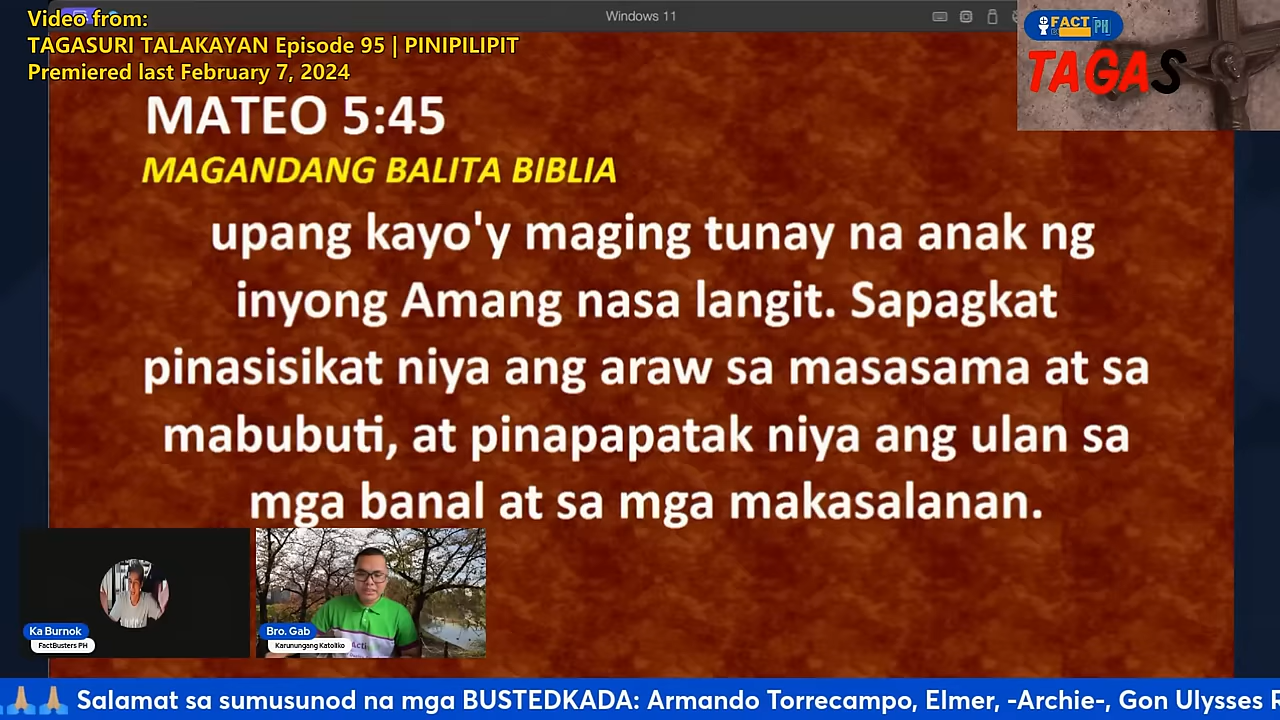 Video from:
TAGASURI TALAKAYAN Episode 95 | PINIPILIPIT
Premiered last February 7, 2024
Windows 11
FACT
PH
TAGAS
MATEO 5:45
MAGANDANG BALITA BIBLIA
upang kayo'y maging tunay na anak ng
inyong Amang nasa langit. Sapagkat
pinasisikat niya ang araw sa masasama at sa
mabubuti, at pinapapatak niya ang ulan sa
mga banal at sa mga makasalanan.
Ka Burnok
FactBusters PH
Bro. Gab
Karunungang Katoliko
Salamat sa sumusunod na mga BUSTEDKADA: Armando Torrecampo, Elmer, -Archie-, Gon Ulysses